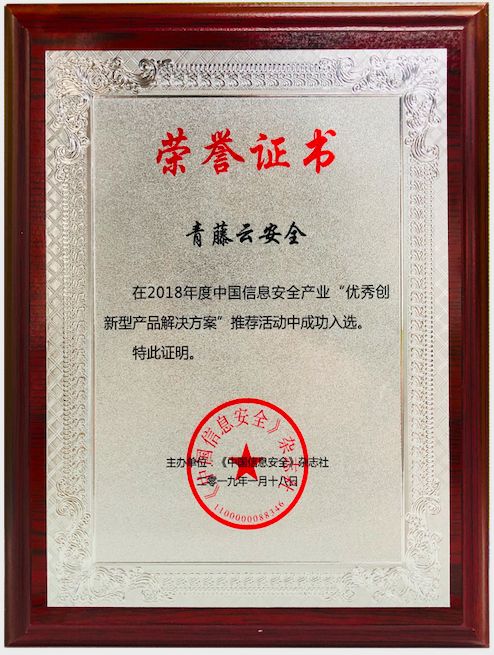 荣誉证书
青藤云安全
在2018年度中国信息安全产业“优秀创
新型产品解决方案”推荐活动中成功入选。
特此证明。
主办单位：《中国信息安全》杂志社
二零一九年一月十八日
《中国信息安全》杂志社
1100000088346